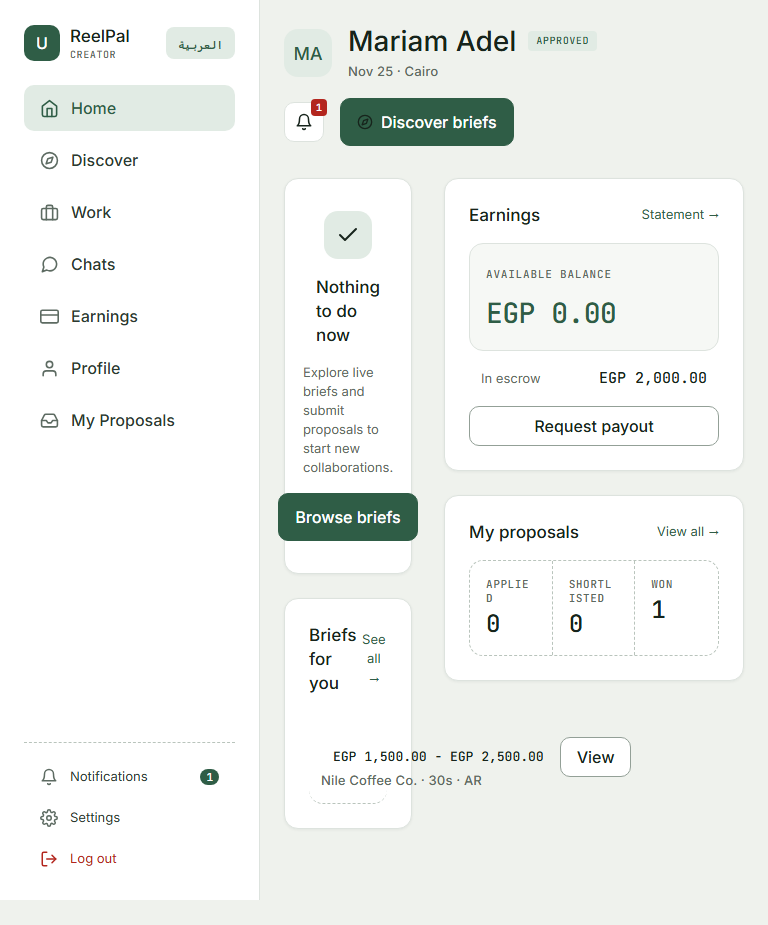 U
ReelPal
CREATOR
العربية
Home
Discover
Work
Chats
Earnings
Profile
My Proposals
Notifications
1
Settings
Log out
MA
Mariam Adel
APPROVED
Nov 25 · Cairo
1
Discover briefs
Nothing
to do
now
Explore live
briefs and
submit
proposals to
start new
collaborations.
Browse briefs
Briefs
for
you
See
all
→
EGP 1,500.00 - EGP 2,500.00
View
Nile Coffee Co. · 30s · AR
Earnings
Statement →
AVAILABLE BALANCE
EGP 0.00
In escrow
EGP 2,000.00
Request payout
My proposals
View all →
APPLIE
D
0
SHORTL
ISTED
0
WON
1